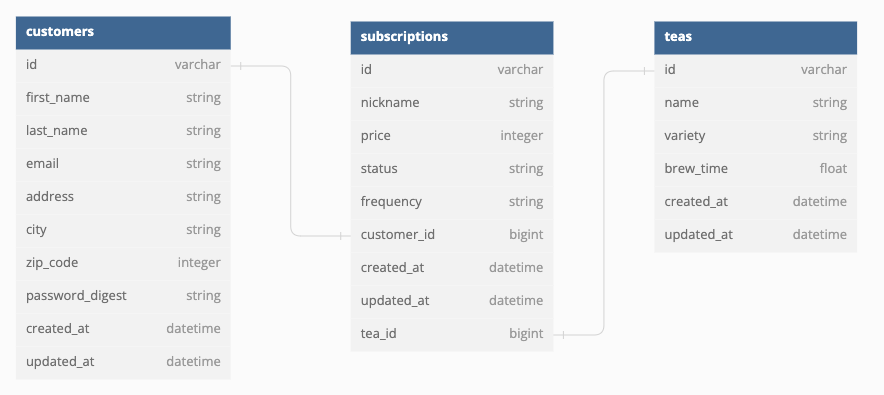 customers
id varchar
first_name string
last_name string
email string
address string
city string
zip_code integer
password_digest string
created_at datetime
updated_at datetime
subscriptions
id varchar
nickname string
price integer
status string
frequency string
customer_id bigint
created_at datetime
updated_at datetime
tea_id bigint
teas
id varchar
name string
variety string
brew_time float
created_at datetime
updated_at datetime